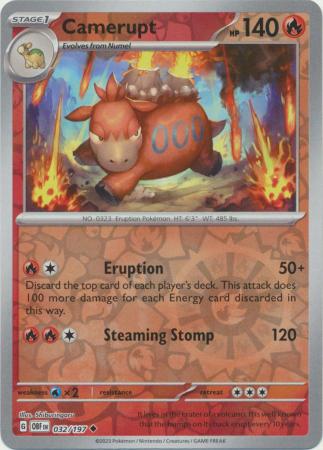 STAGE 1
Camerupt
HP 140
Evolves from Numel
NO. 0323 Eruption Pokémon HT: 6'3" WT: 485 lbs.
Eruption 50+
Discard the top card of each player's deck. This attack does
100 more damage for each Energy card discarded in
this way.
Steaming Stomp 120
weakness ×2 resistance retreat
Illus. Shiburingaru
G OBF EN 032/197
It lives in the crater of a volcano. It is well known that
the humps on its back erupt every 10 years.
©2023 Pokémon / Nintendo / Creatures / GAME FREAK